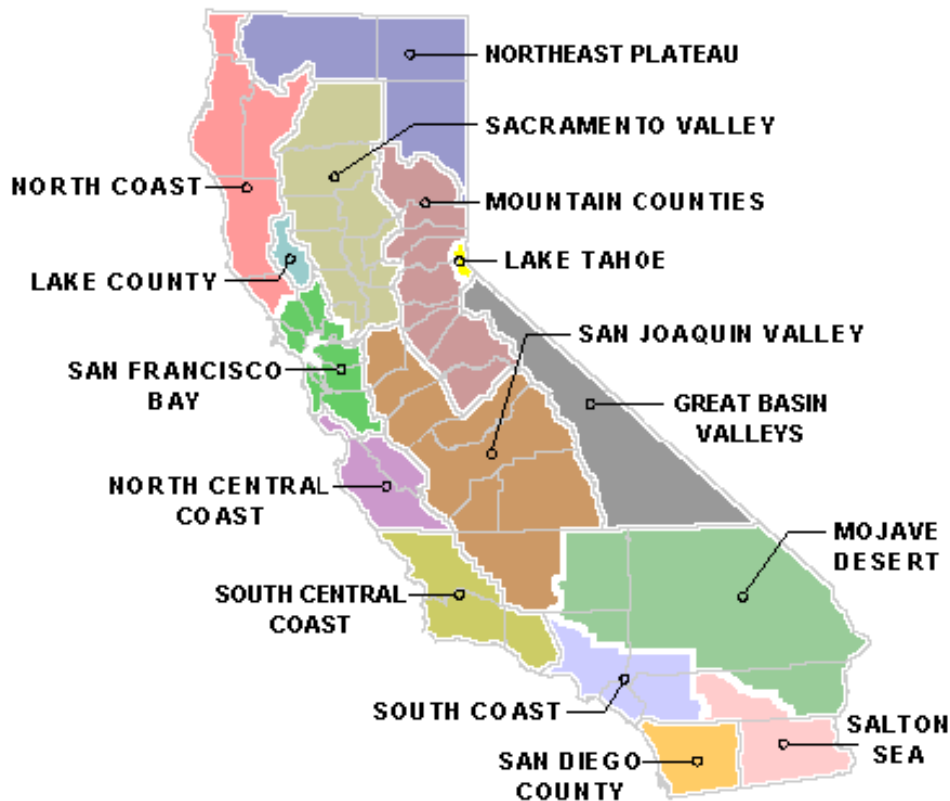 NORTHEAST PLATEAU
SACRAMENTO VALLEY
NORTH COAST
MOUNTAIN COUNTIES
LAKE TAHOE
LAKE COUNTY
SAN JOAQUIN VALLEY
SAN FRANCISCO
BAY
GREAT BASIN
VALLEYS
NORTH CENTRAL
COAST
MOJAVE
DESERT
SOUTH CENTRAL
COAST
SOUTH COAST
SALTON
SEA
SAN DIEGO
COUNTY